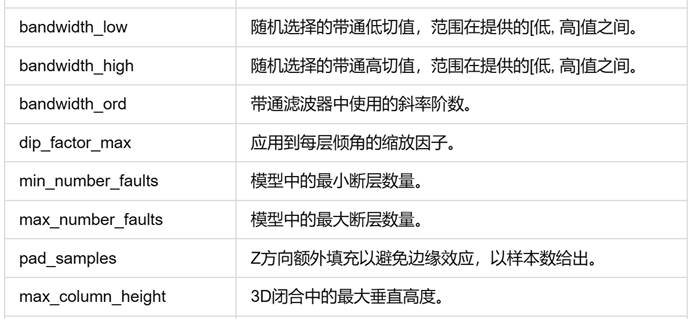 bandwidth_low 随机选择的带通低切值，范围在提供的[低, 高]值之间。
bandwidth_high 随机选择的带通高切值，范围在提供的[低, 高]值之间。
bandwidth_ord 带通滤波器中使用的斜率阶数。
dip_factor_max 应用到每层倾角的缩放因子。
min_number_faults 模型中的最小断层数量。
max_number_faults 模型中的最大断层数量。
pad_samples Z方向额外填充以避免边缘效应，以样本数给出。
max_column_height 3D闭合中的最大垂直高度。